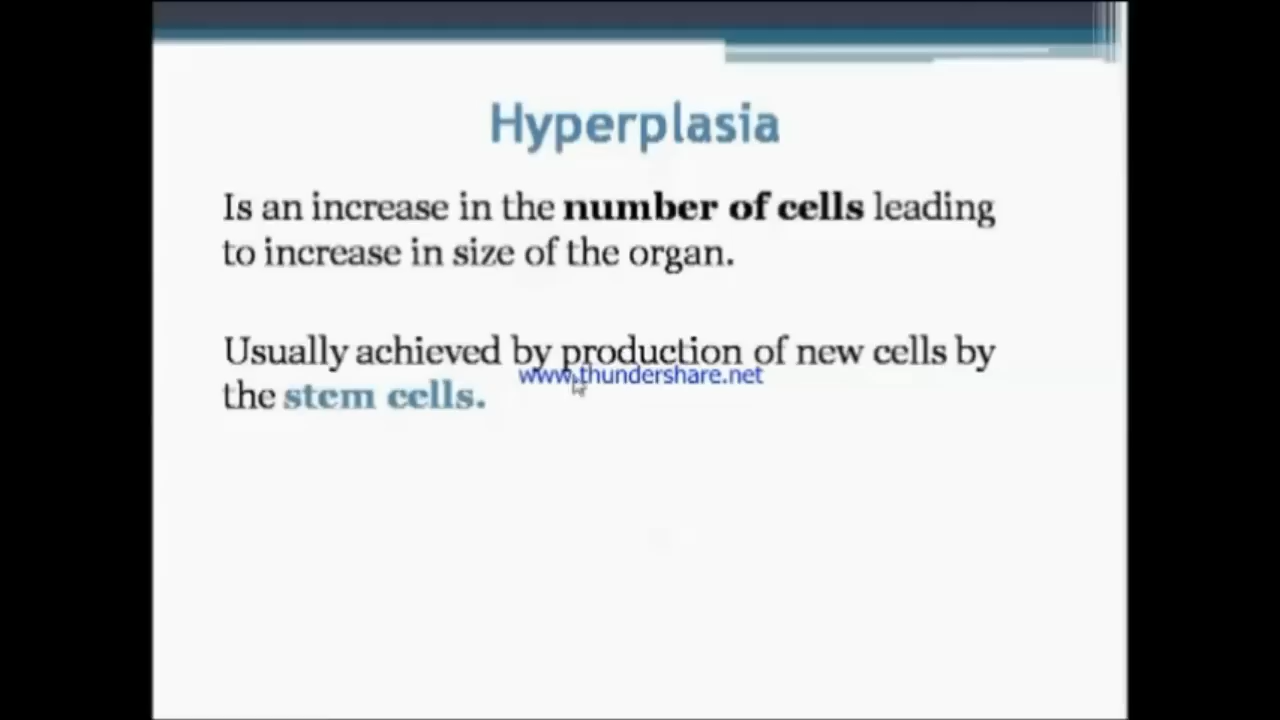 Hyperplasia
Is an increase in the number of cells leading
to increase in size of the organ.
Usually achieved by production of new cells by
www.thundershare.net
the stem cells.